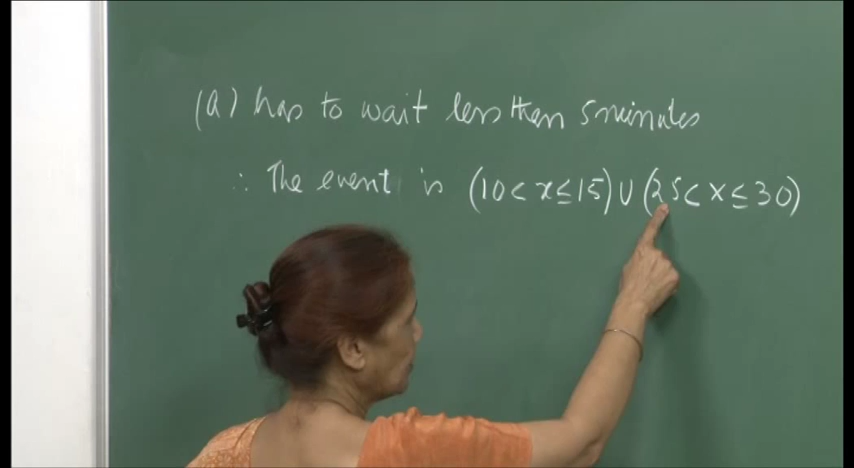 (a) has to wait less then 5 minutes
∴ The event is (10 < x ≤ 15) ∪ (25 < x ≤ 30)